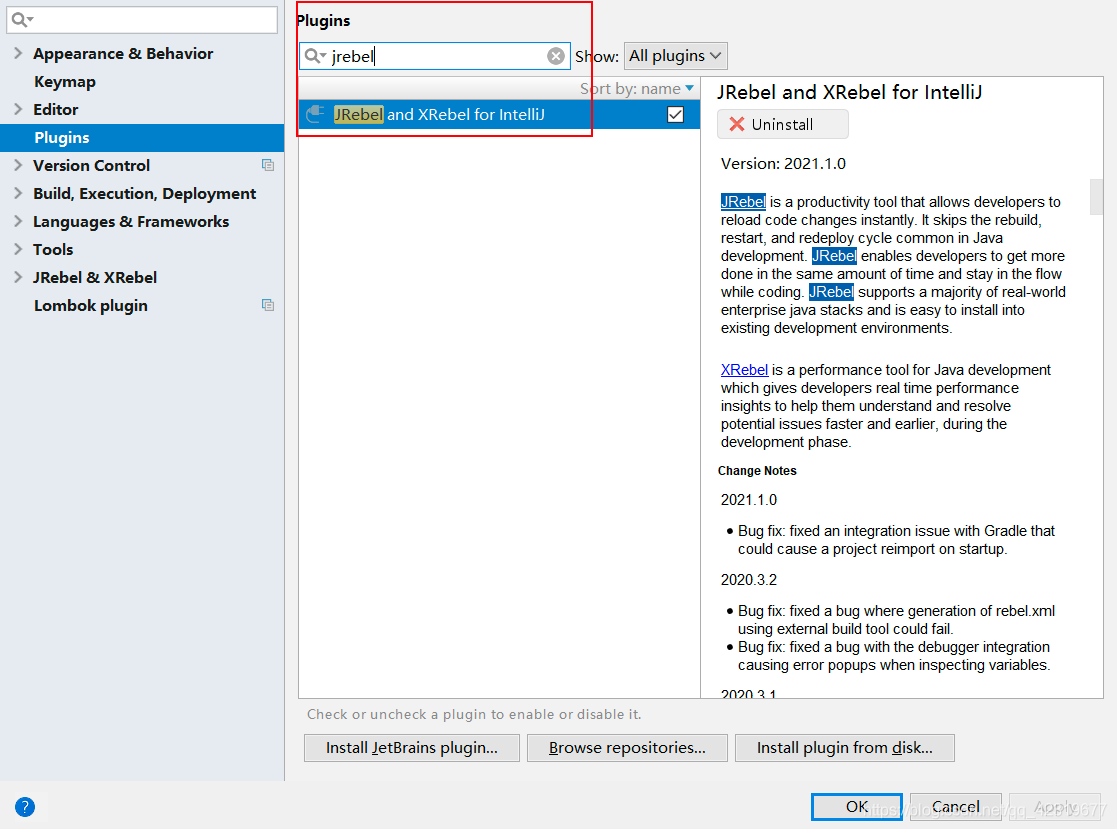 Plugins
Appearance & Behavior
Keymap
Editor
Plugins
Version Control
Build, Execution, Deployment
Languages & Frameworks
Tools
JRebel & XRebel
Lombok plugin
jrebel
Show: All plugins
Sort by: name
JRebel and XRebel for IntelliJ
JRebel and XRebel for IntelliJ
Uninstall
Version: 2021.1.0
JRebel is a productivity tool that allows developers to
reload code changes instantly. It skips the rebuild,
restart, and redeploy cycle common in Java
development. JRebel enables developers to get more
done in the same amount of time and stay in the flow
while coding. JRebel supports a majority of real-world
enterprise java stacks and is easy to install into
existing development environments.
XRebel is a performance tool for Java development
which gives developers real time performance
insights to help them understand and resolve
potential issues faster and earlier, during the
development phase.
Change Notes
2021.1.0
• Bug fix: fixed an integration issue with Gradle that
could cause a project reimport on startup.
2020.3.2
• Bug fix: fixed a bug where generation of rebel.xml
using external build tool could fail.
• Bug fix: fixed a bug with the debugger integration
causing error popups when inspecting variables.
2020.3.1
Check or uncheck a plugin to enable or disable it.
Install JetBrains plugin...
Browse repositories...
Install plugin from disk...
?
OK
Cancel
Apply